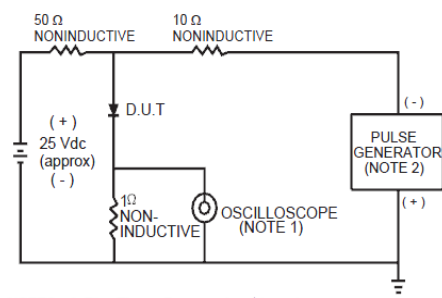 50 Ω
NONINDUCTIVE
10 Ω
NONINDUCTIVE
(+)
25 Vdc
(approx)
(-)
D.U.T
1Ω
NON-
INDUCTIVE
OSCILLOSCOPE
(NOTE 1)
(-)
PULSE
GENERATOR
(NOTE 2)
(+)